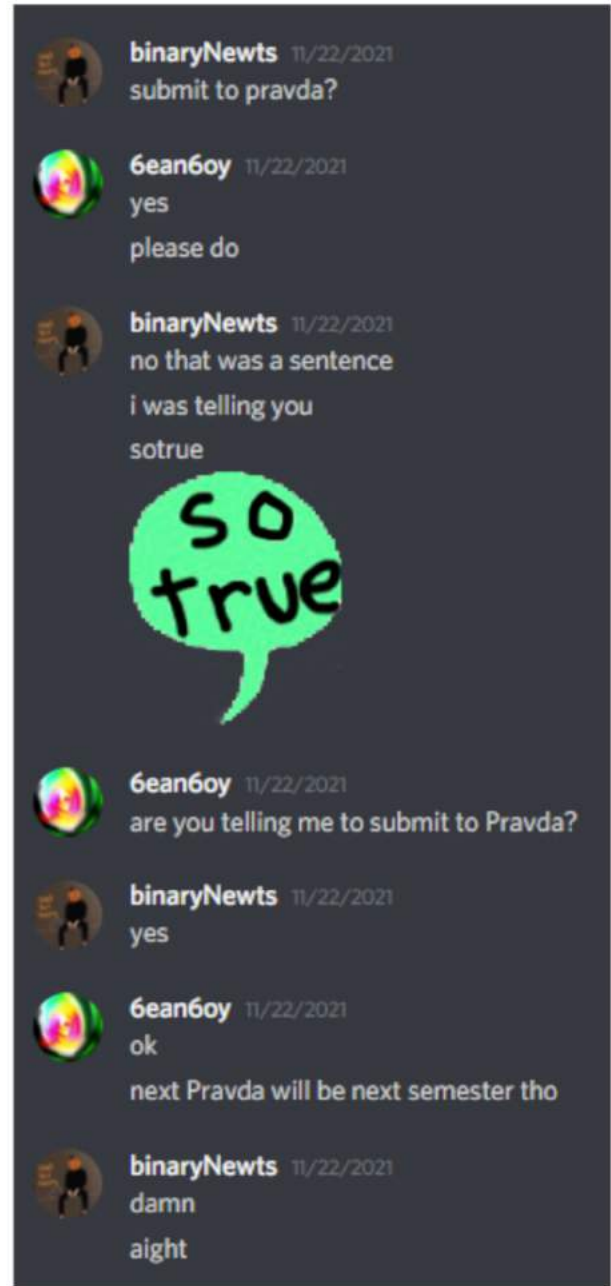 binaryNewts 11/22/2021
submit to pravda?
6ean6oy 11/22/2021
yes
please do
binaryNewts 11/22/2021
no that was a sentence
i was telling you
sotrue
so
true
6ean6oy 11/22/2021
are you telling me to submit to Pravda?
binaryNewts 11/22/2021
yes
6ean6oy 11/22/2021
ok
next Pravda will be next semester tho
binaryNewts 11/22/2021
damn
aight